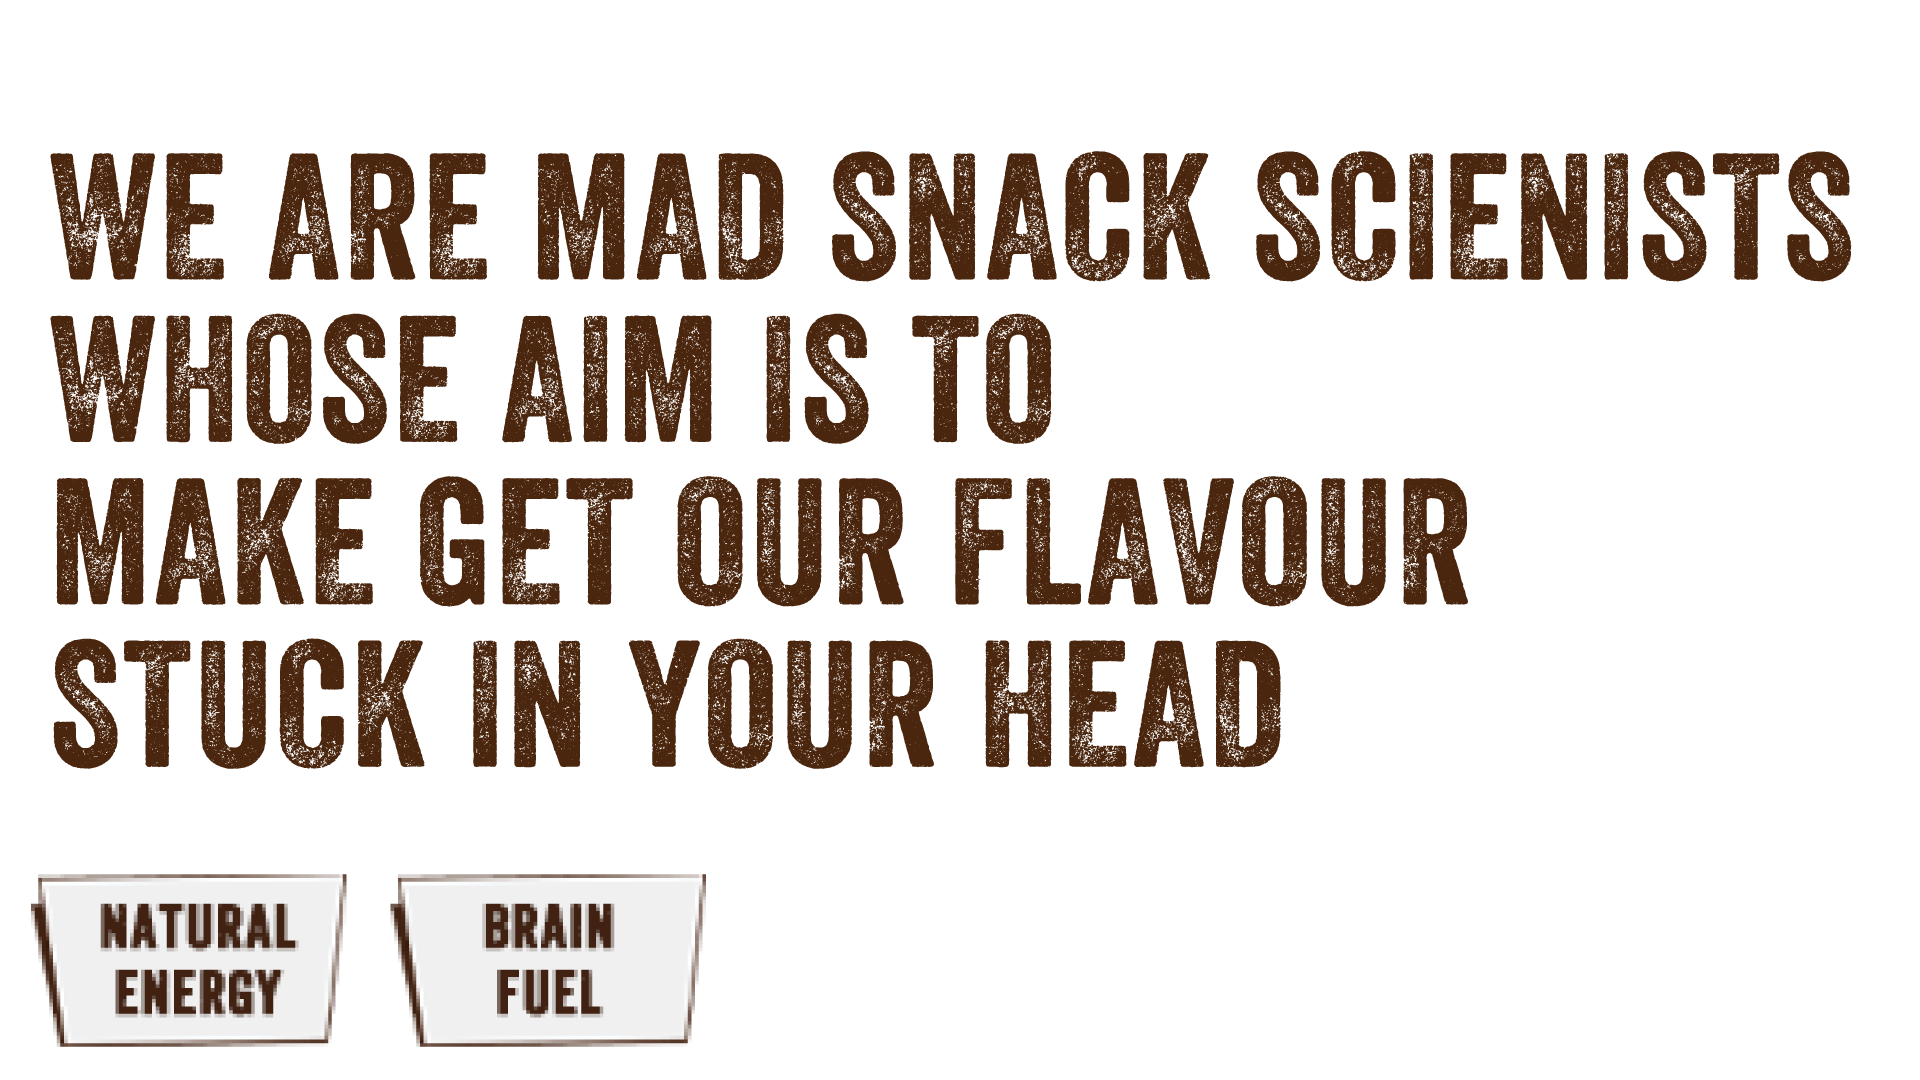 WE ARE MAD SNACK SCIENISTS
WHOSE AIM IS TO
MAKE GET OUR FLAVOUR
STUCK IN YOUR HEAD
NATURAL
ENERGY
BRAIN
FUEL